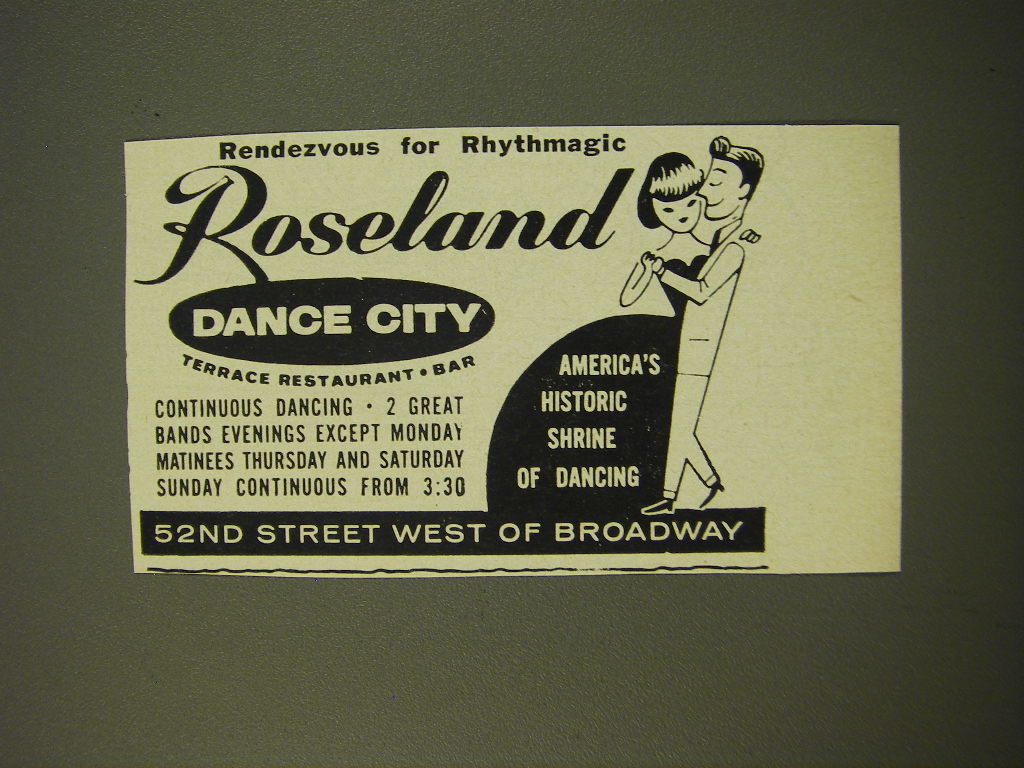 Rendezvous for Rhythmagic
Roseland
DANCE CITY
TERRACE RESTAURANT • BAR
CONTINUOUS DANCING • 2 GREAT
BANDS EVENINGS EXCEPT MONDAY
MATINEES THURSDAY AND SATURDAY
SUNDAY CONTINUOUS FROM 3:30
AMERICA'S
HISTORIC
SHRINE
OF DANCING
52ND STREET WEST OF BROADWAY